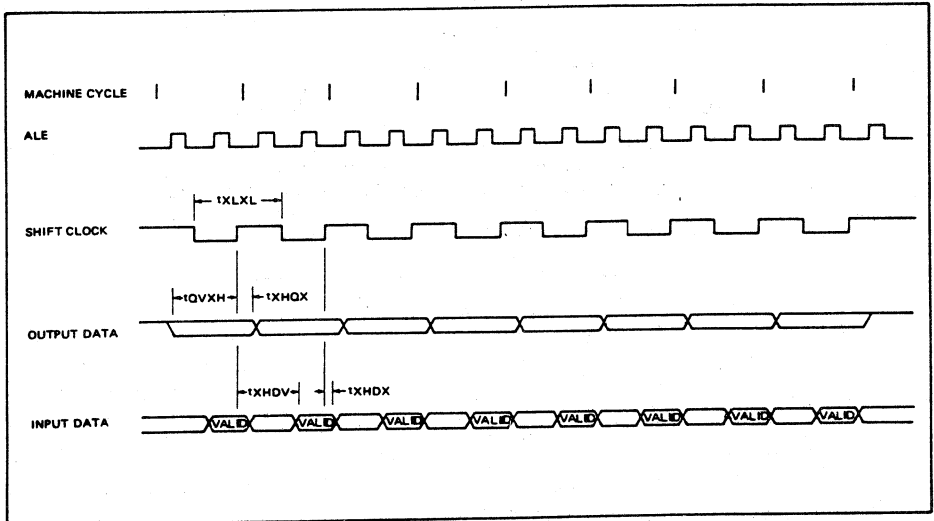 MACHINE CYCLE
ALE
tXLXL
SHIFT CLOCK
tQVXH tXHQX
OUTPUT DATA
tXHDV tXHDX
INPUT DATA VALID VALID VALID VALID VALID VALID VALID VALID